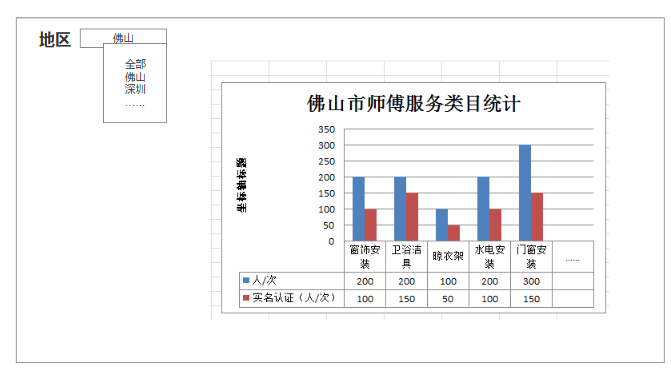 地区
佛山
全部
佛山
深圳
……
佛山市师傅服务类目统计
坐标轴标题
350
300
250
200
150
100
50
0
窗饰安装 卫浴洁具 晾衣架 水电安装 门窗安装 ……
人/次 200 200 100 200 300
实名认证（人/次） 100 150 50 100 150